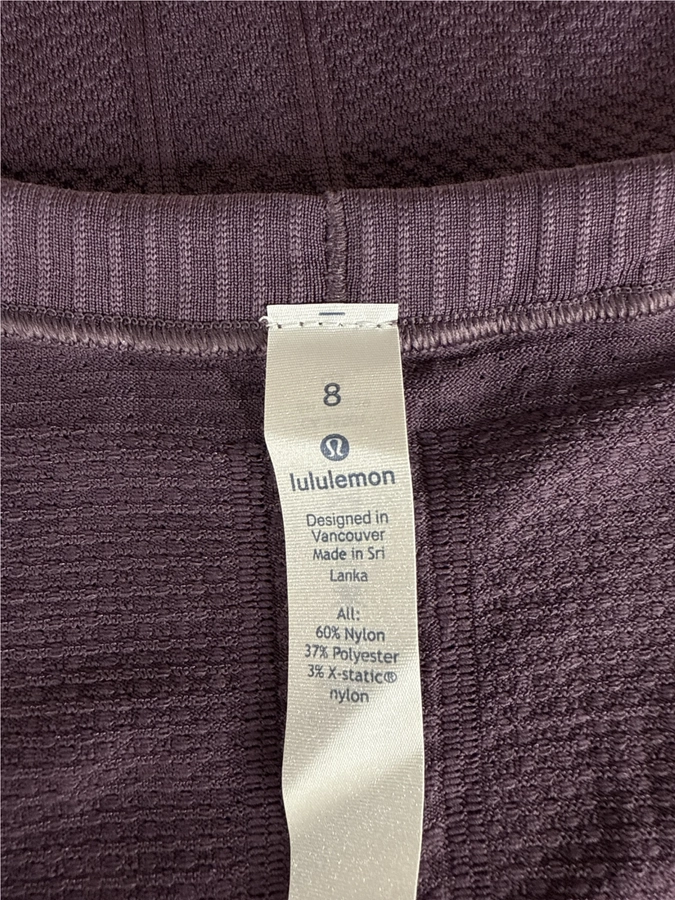 8
lululemon
Designed in
Vancouver
Made in Sri
Lanka
All:
60% Nylon
37% Polyester
3% X-static®
nylon